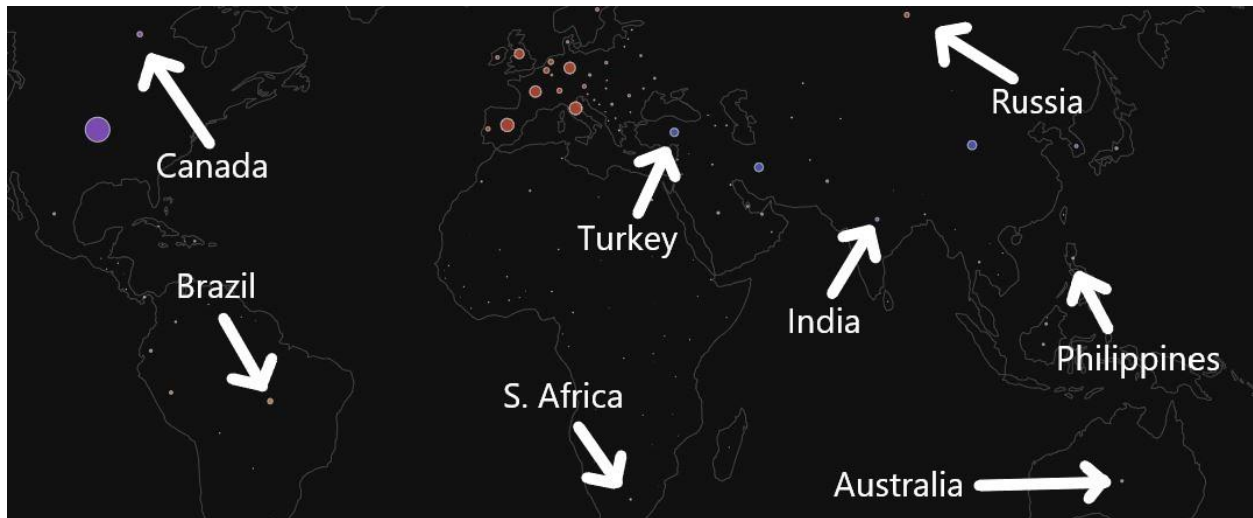 Russia
Canada
Turkey
Brazil
India
Philippines
S. Africa
Australia